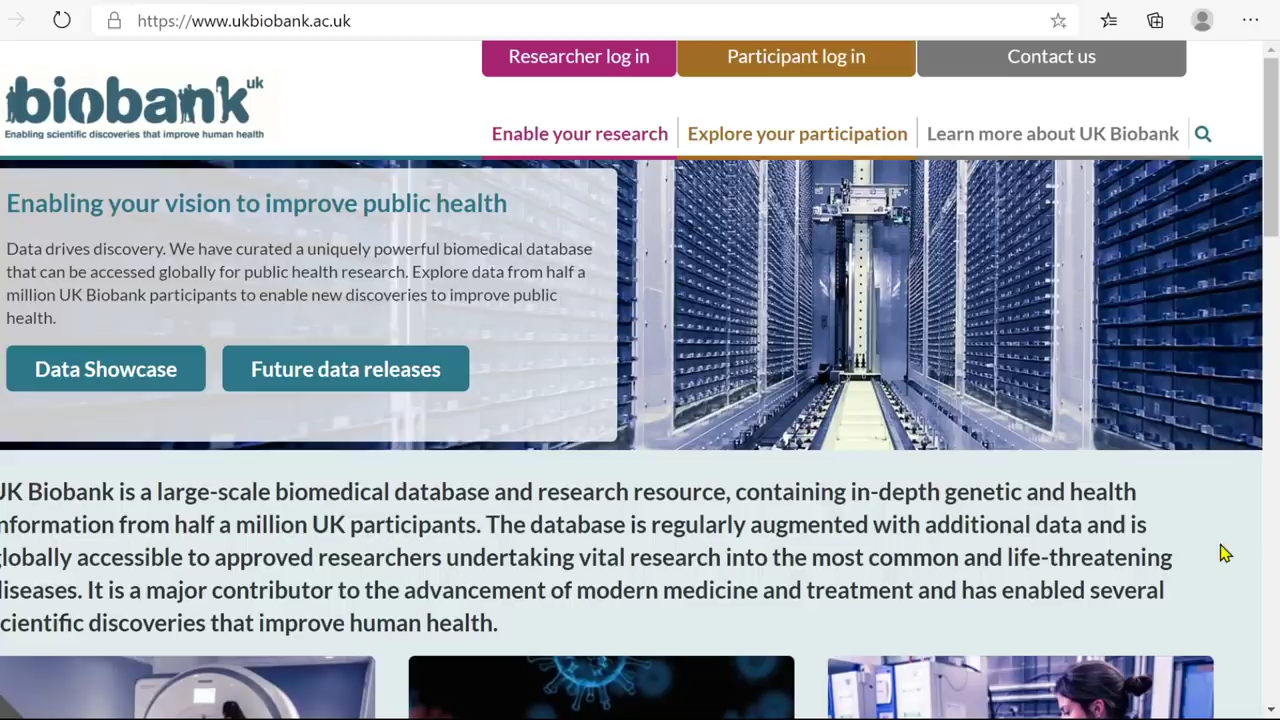 https://www.ukbiobank.ac.uk
Researcher log in
Participant log in
Contact us
biobank uk
Enabling scientific discoveries that improve human health
Enable your research
Explore your participation
Learn more about UK Biobank
Enabling your vision to improve public health
Data drives discovery. We have curated a uniquely powerful biomedical database
that can be accessed globally for public health research. Explore data from half a
million UK Biobank participants to enable new discoveries to improve public
health.
Data Showcase
Future data releases
UK Biobank is a large-scale biomedical database and research resource, containing in-depth genetic and health
nformation from half a million UK participants. The database is regularly augmented with additional data and is
globally accessible to approved researchers undertaking vital research into the most common and life-threatening
diseases. It is a major contributor to the advancement of modern medicine and treatment and has enabled several
cientific discoveries that improve human health.